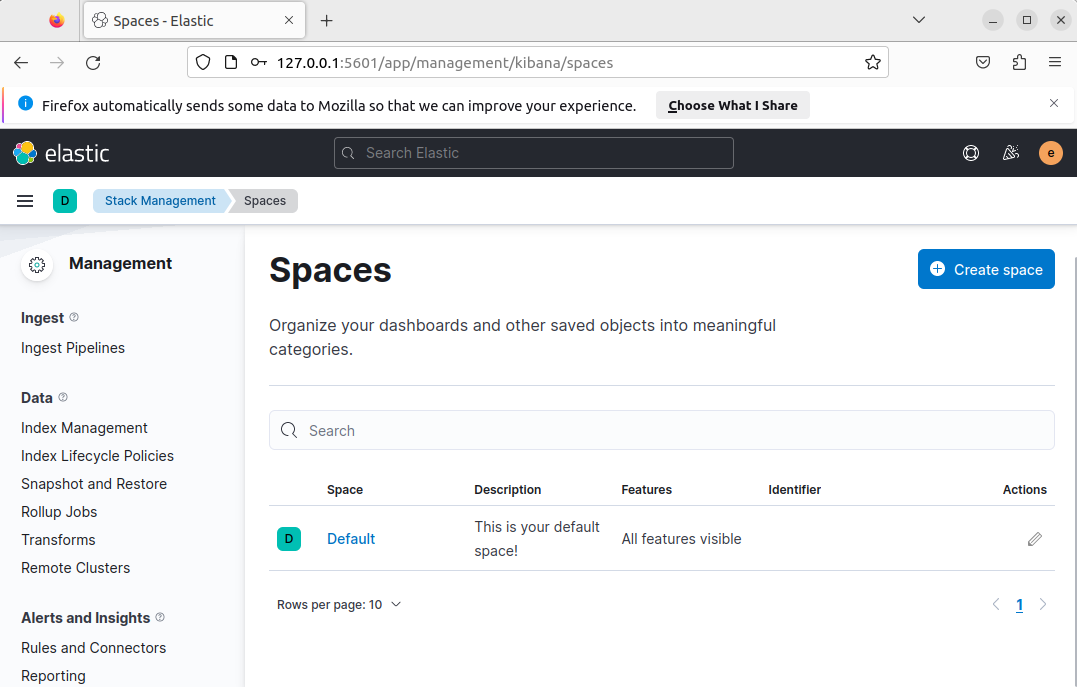 Spaces - Elastic
127.0.0.1:5601/app/management/kibana/spaces
Firefox automatically sends some data to Mozilla so that we can improve your experience.
Choose What I Share
elastic
Search Elastic
e
D
Stack Management
Spaces
Management
Ingest
Ingest Pipelines
Data
Index Management
Index Lifecycle Policies
Snapshot and Restore
Rollup Jobs
Transforms
Remote Clusters
Alerts and Insights
Rules and Connectors
Reporting
Spaces
Create space
Organize your dashboards and other saved objects into meaningful
categories.
Search
Space Description Features Identifier Actions
D Default This is your default
space! All features visible
Rows per page: 10
1